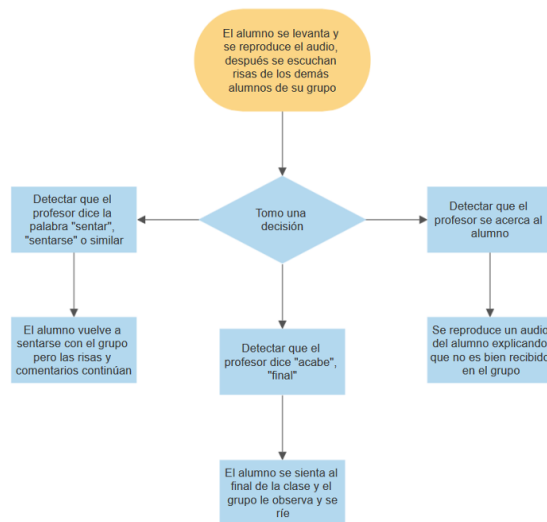 El alumno se levanta y
se reproduce el audio,
después se escuchan
risas de los demás
alumnos de su grupo
Detectar que el
profesor dice la
palabra "sentar",
"sentarse" o similar
Tomo una
decisión
Detectar que el
profesor se acerca al
alumno
El alumno vuelve a
sentarse con el grupo
pero las risas y
comentarios continúan
Detectar que el
profesor dice "acabe",
"final"
Se reproduce un audio
del alumno explicando
que no es bien recibido
en el grupo
El alumno se sienta al
final de la clase y el
grupo le observa y se
ríe